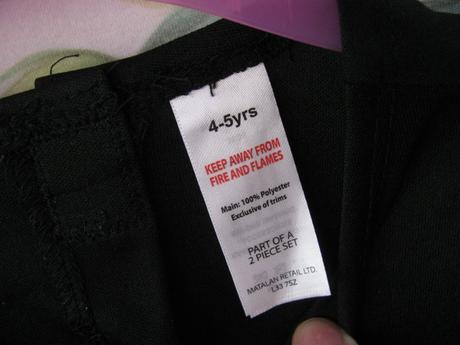 4-5yrs
KEEP AWAY FROM
FIRE AND FLAMES
Main: 100% Polyester
Exclusive of trims
PART OF A
2 PIECE SET
MATALAN RETAIL LTD.
L33 7SZ